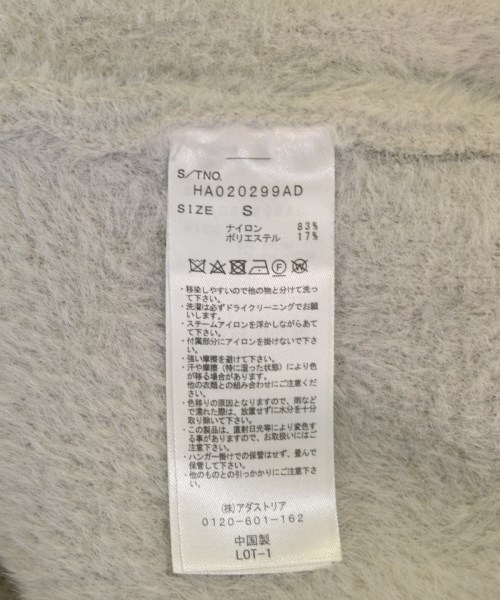 S/TNO.
HA020299AD
SIZE S
ナイロン 83%
ポリエステル 17%
・移染しやすいので他の物と分けて洗っ
て下さい。
・洗濯は必ずドライクリーニングでお願
いします。
・スチームアイロンを浮かしながらあて
て下さい。
・付属部分にアイロンを掛けないで下さ
い。
・強い摩擦を避けて下さい。
・汗や摩擦（特に湿った状態）により色
が移る場合があります。
他の衣類との組み合わせにご注意くだ
さい。
・色移りの原因となりますので、雨など
で濡れた際は、放置せずに水分を十分
取り除いて下さい。
・この製品は、直射日光等により変色す
る事がありますので、お取扱いにはご
注意下さい。
・ハンガー掛けでの保管はせず、畳んで
保管して下さい。
・他のものとの引っかかりにご注意下さ
い。
(株)アダストリア
0120-601-162
中国製
LOT-1